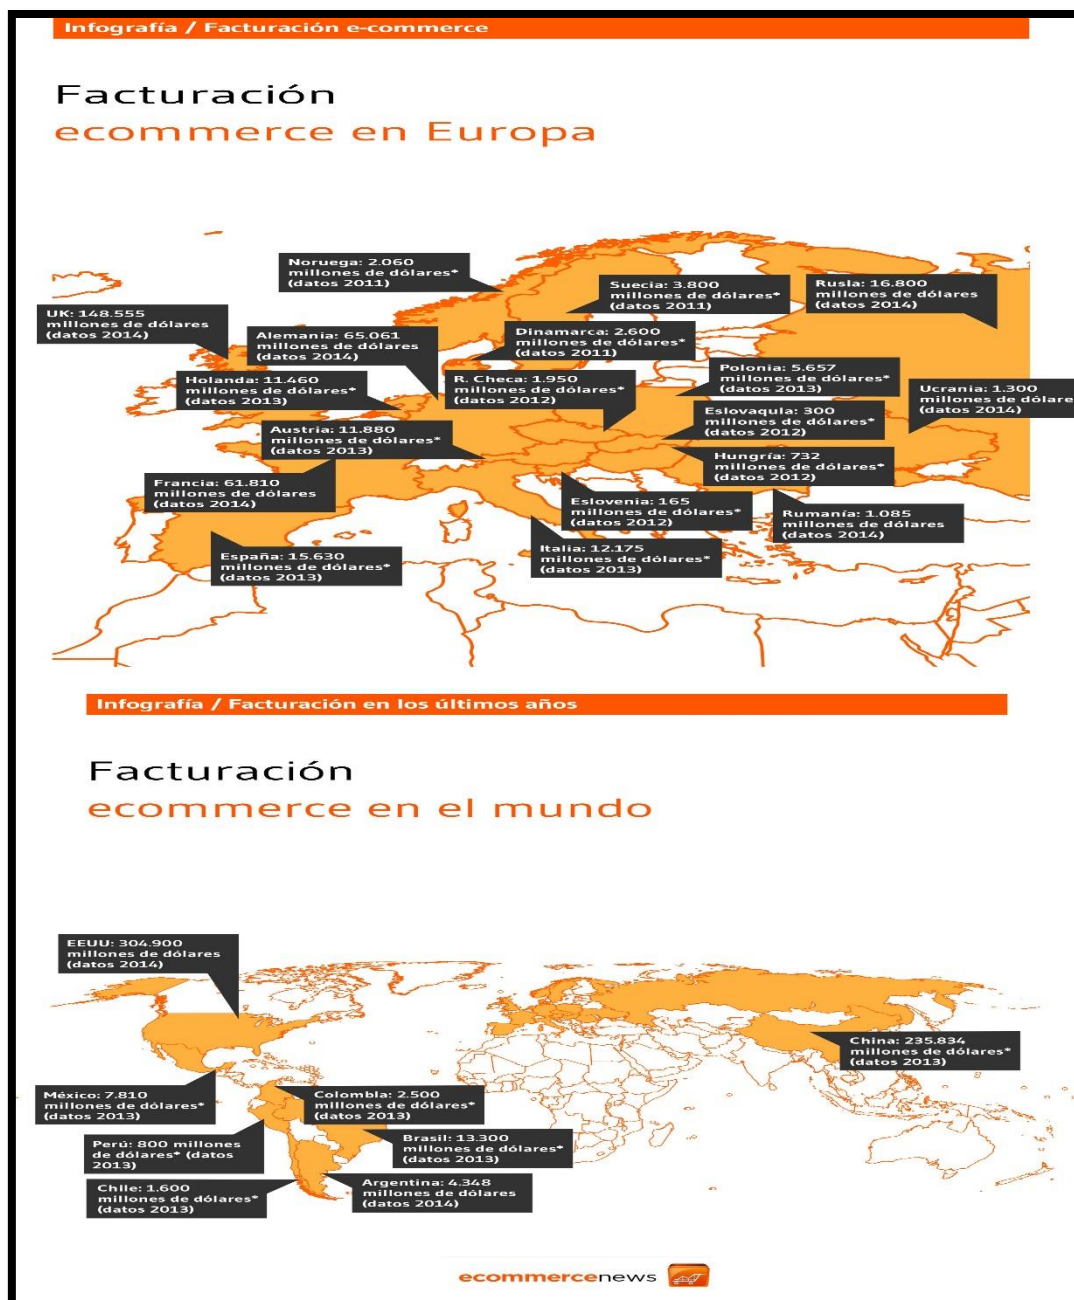 Infografía / Facturación e-commerce
Facturación
ecommerce en Europa
Noruega: 2.060
millones de dólares*
(datos 2011)
Suecia: 3.800
millones de dólares*
(datos 2011)
Rusia: 16.800
millones de dólares
(datos 2014)
UK: 148.555
millones de dólares
(datos 2014)
Alemania: 65.061
millones de dólares
(datos 2014)
Dinamarca: 2.600
millones de dólares*
(datos 2011)
Holanda: 11.460
millones de dólares*
(datos 2013)
R. Checa: 1.950
millones de dólares*
(datos 2012)
Polonia: 5.657
millones de dólares*
(datos 2013)
Ucrania: 1.300
millones de dólares
(datos 2014)
Austria: 11.880
millones de dólares*
(datos 2013)
Eslovaquia: 300
millones de dólares*
(datos 2012)
Hungría: 732
millones de dólares*
(datos 2012)
Francia: 61.810
millones de dólares
(datos 2014)
Eslovenia: 165
millones de dólares*
(datos 2012)
Rumanía: 1.085
millones de dólares
(datos 2014)
España: 15.630
millones de dólares*
(datos 2013)
Italia: 12.175
millones de dólares*
(datos 2013)
Infografía / Facturación en los últimos años
Facturación
ecommerce en el mundo
EEUU: 304.900
millones de dólares
(datos 2014)
China: 235.834
millones de dólares*
(datos 2013)
México: 7.810
millones de dólares*
(datos 2013)
Colombia: 2.500
millones de dólares*
(datos 2013)
Perú: 800 millones
de dólares* (datos
2013)
Brasil: 13.300
millones de dólares*
(datos 2013)
Chile: 1.600
millones de dólares*
(datos 2013)
Argentina: 4.348
millones de dólares
(datos 2014)
ecommercenews